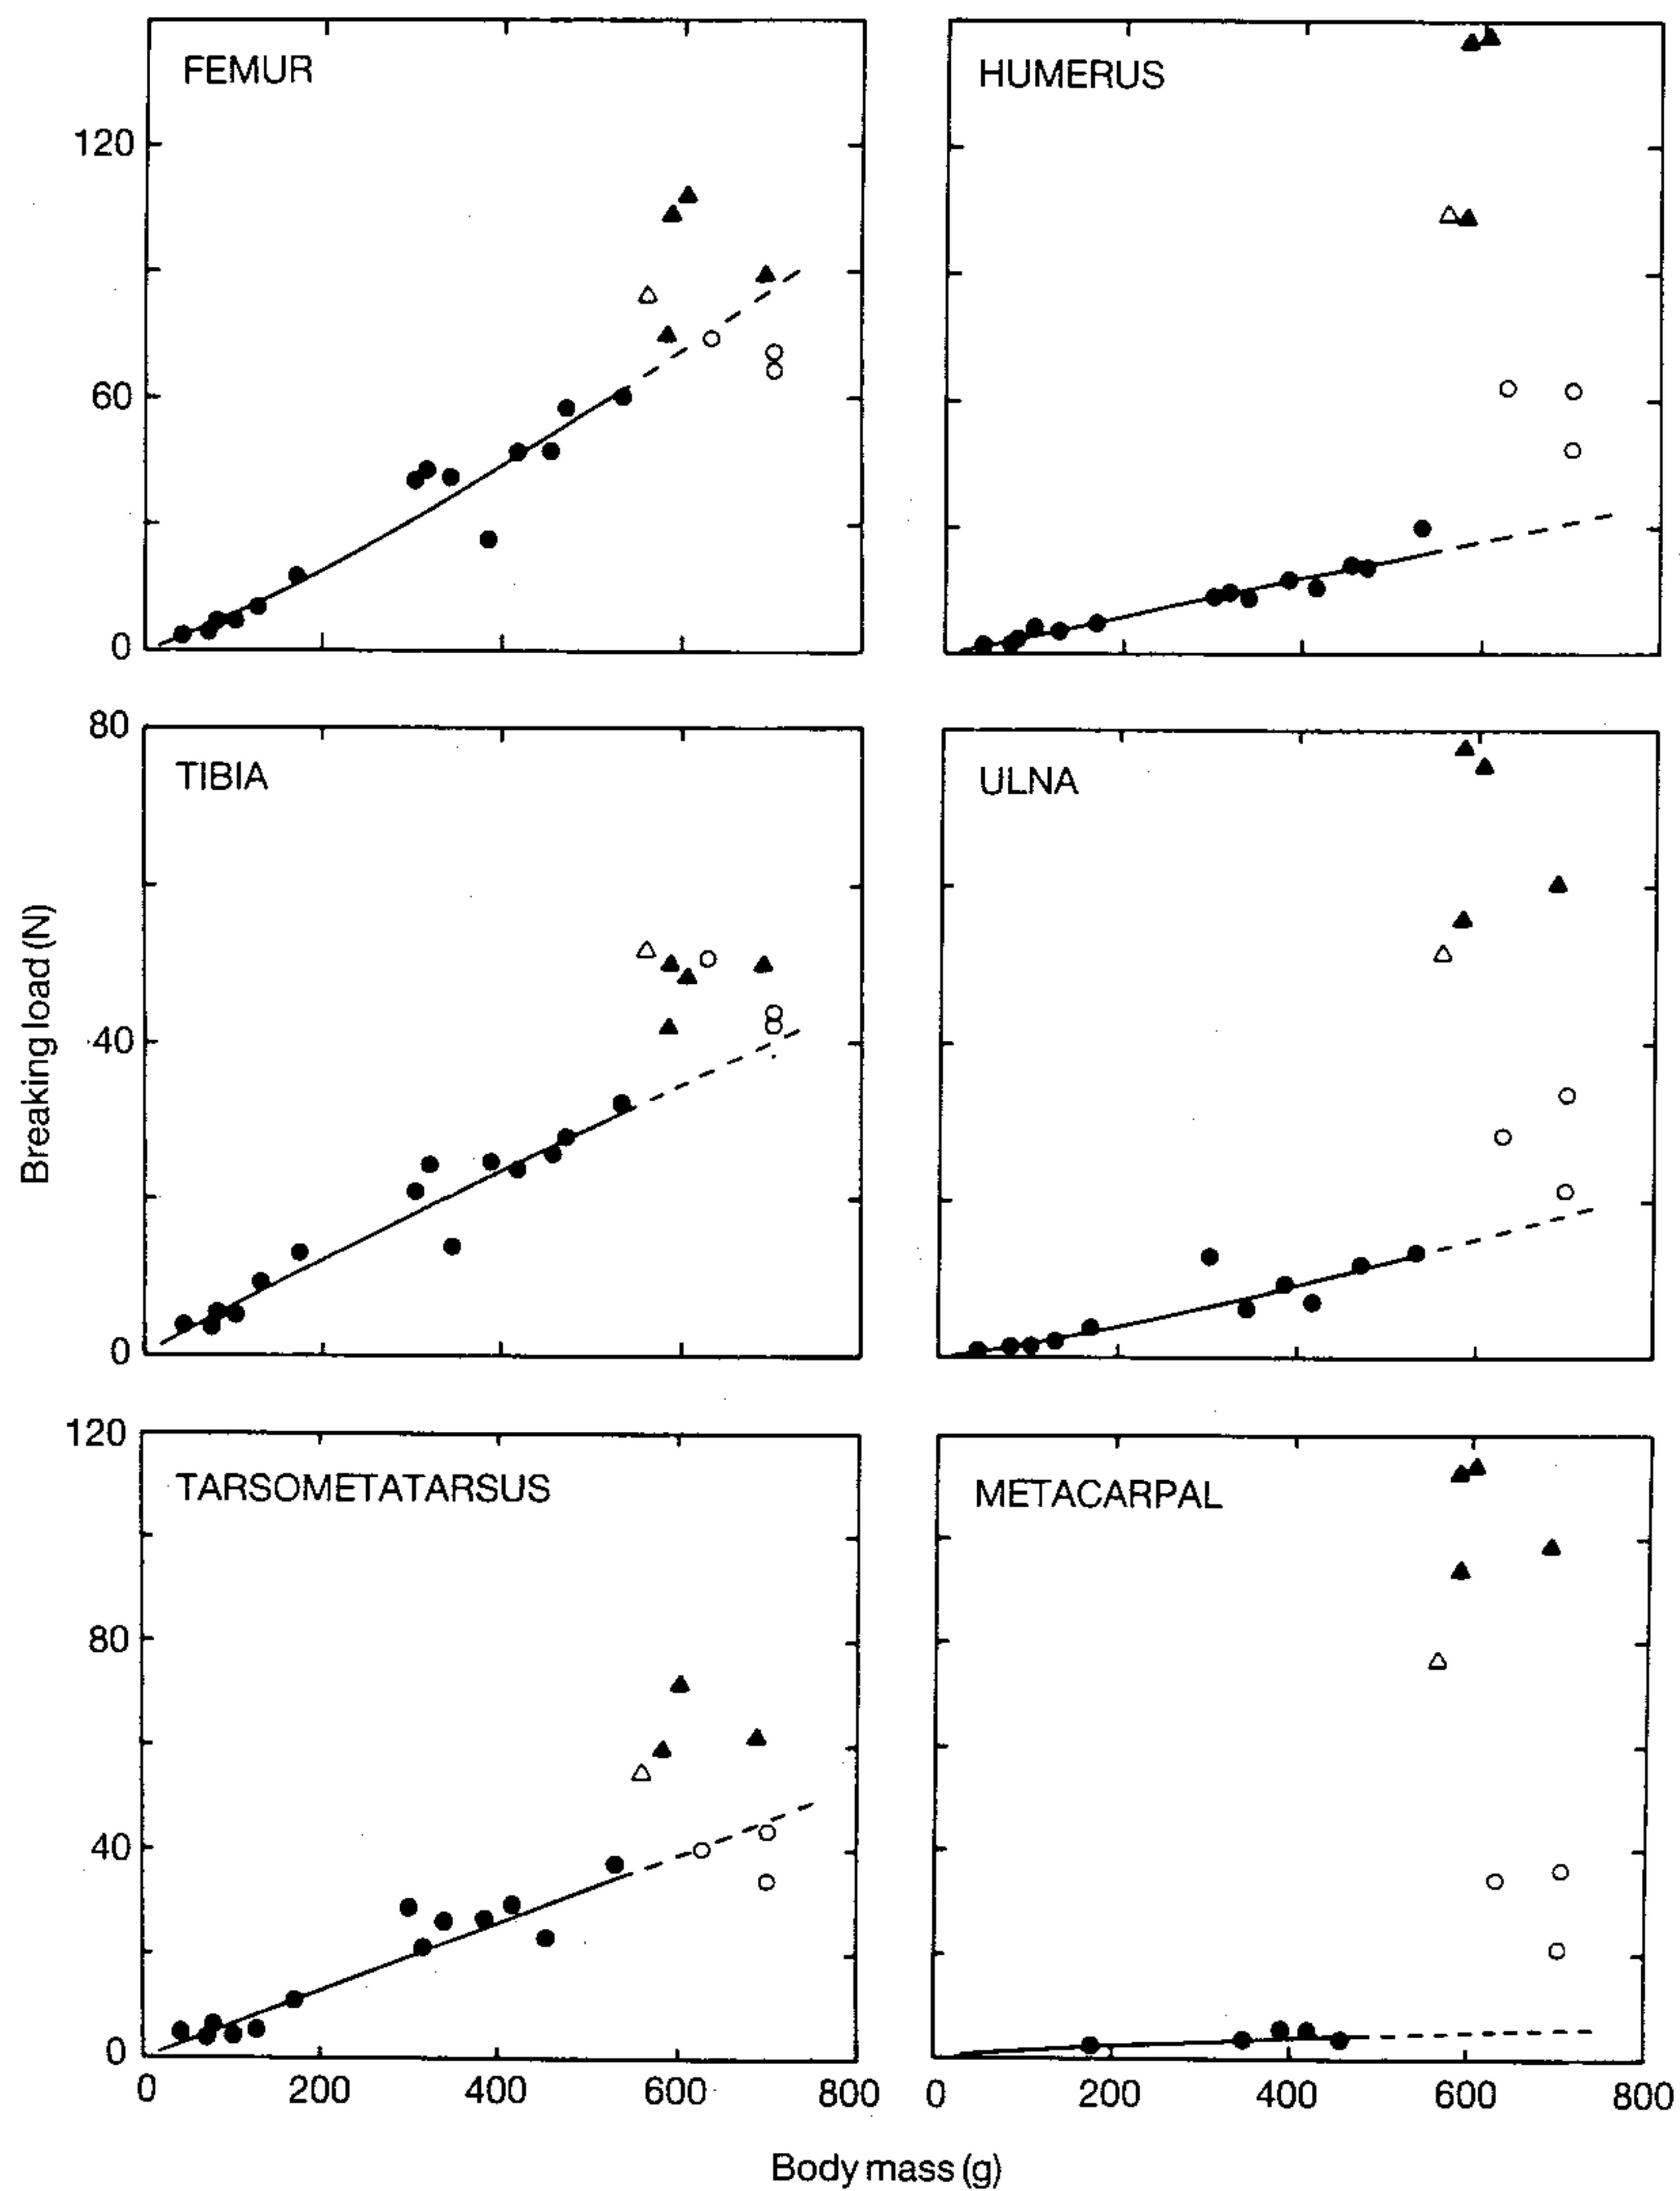 FEMUR
HUMERUS
120
60
0
80
TIBIA
ULNA
Breaking load (N)
40
0
120
TARSOMETATARSUS
METACARPAL
80
40
0
0 200 400 600 800
0 200 400 600 800
Body mass (g)